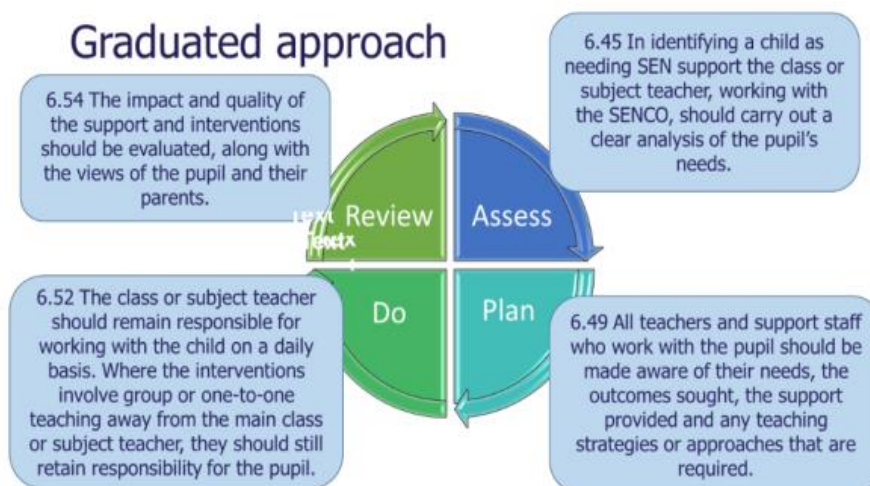 Graduated approach
6.54 The impact and quality of
the support and interventions
should be evaluated, along with
the views of the pupil and their
parents.
6.45 In identifying a child as
needing SEN support the class or
subject teacher, working with
the SENCO, should carry out a
clear analysis of the pupil's
needs.
Review
Assess
Do
Plan
6.52 The class or subject teacher
should remain responsible for
working with the child on a daily
basis. Where the interventions
involve group or one-to-one
teaching away from the main class
or subject teacher, they should still
retain responsibility for the pupil.
6.49 All teachers and support staff
who work with the pupil should be
made aware of their needs, the
outcomes sought, the support
provided and any teaching
strategies or approaches that are
required.